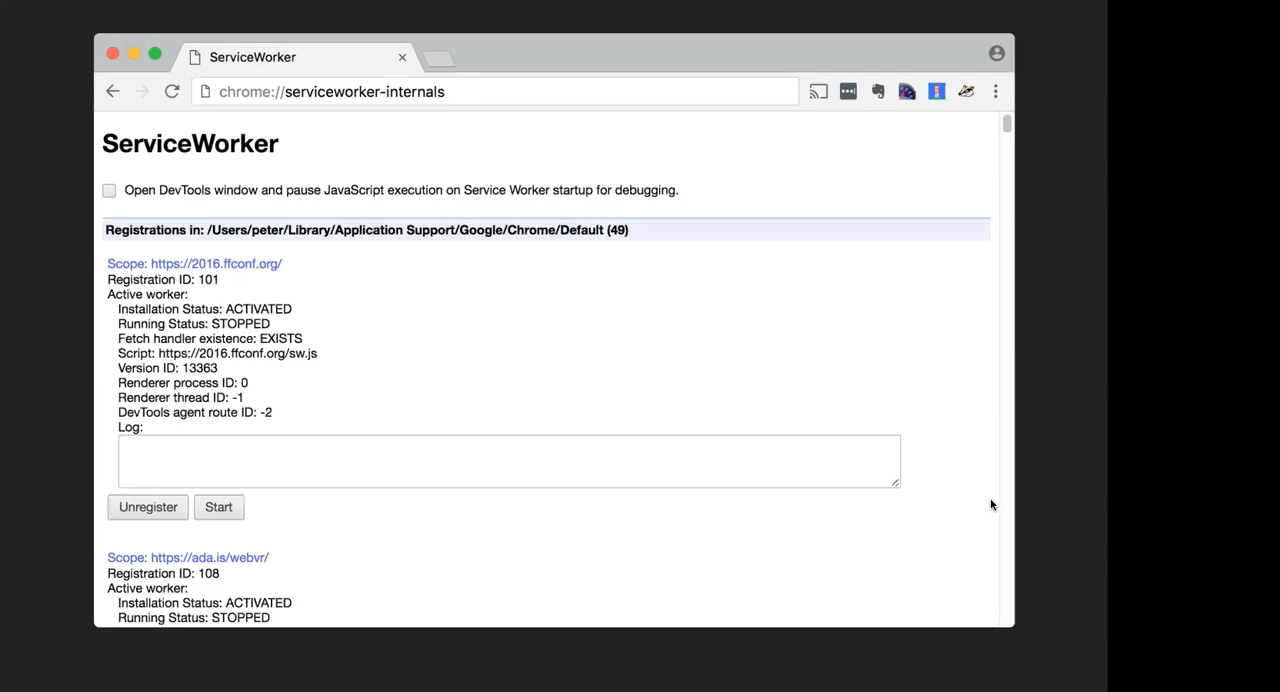 ServiceWorker
chrome://serviceworker-internals
ServiceWorker
Open DevTools window and pause JavaScript execution on Service Worker startup for debugging.
Registrations in: /Users/peter/Library/Application Support/Google/Chrome/Default (49)
Scope: https://2016.ffconf.org/
Registration ID: 101
Active worker:
Installation Status: ACTIVATED
Running Status: STOPPED
Fetch handler existence: EXISTS
Script: https://2016.ffconf.org/sw.js
Version ID: 13363
Renderer process ID: 0
Renderer thread ID: -1
DevTools agent route ID: -2
Log:
Unregister Start
Scope: https://ada.is/webvr/
Registration ID: 108
Active worker:
Installation Status: ACTIVATED
Running Status: STOPPED